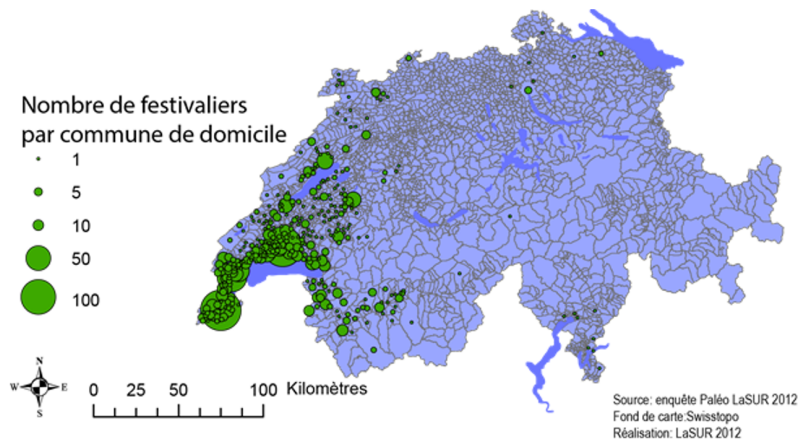 Nombre de festivaliers
par commune de domicile
1
5
10
50
100
N
W E
S
0 25 50 100 Kilomètres
Source: enquête Paléo LaSUR 2012
Fond de carte:Swisstopo
Réalisation: LaSUR 2012